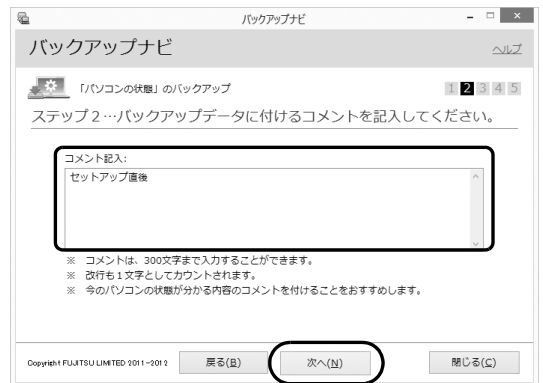 バックアップナビ
バックアップナビ
ヘルプ
「パソコンの状態」のバックアップ
1 2 3 4 5
ステップ2…バックアップデータに付けるコメントを記入してください。
コメント記入:
セットアップ直後
※ コメントは、300文字まで入力することができます。
※ 改行も1文字としてカウントされます。
※ 今のパソコンの状態が分かる内容のコメントを付けることをおすすめします。
Copyright FUJITSU LIMITED 2011-2012
戻る(B)
次へ(N)
閉じる(C)